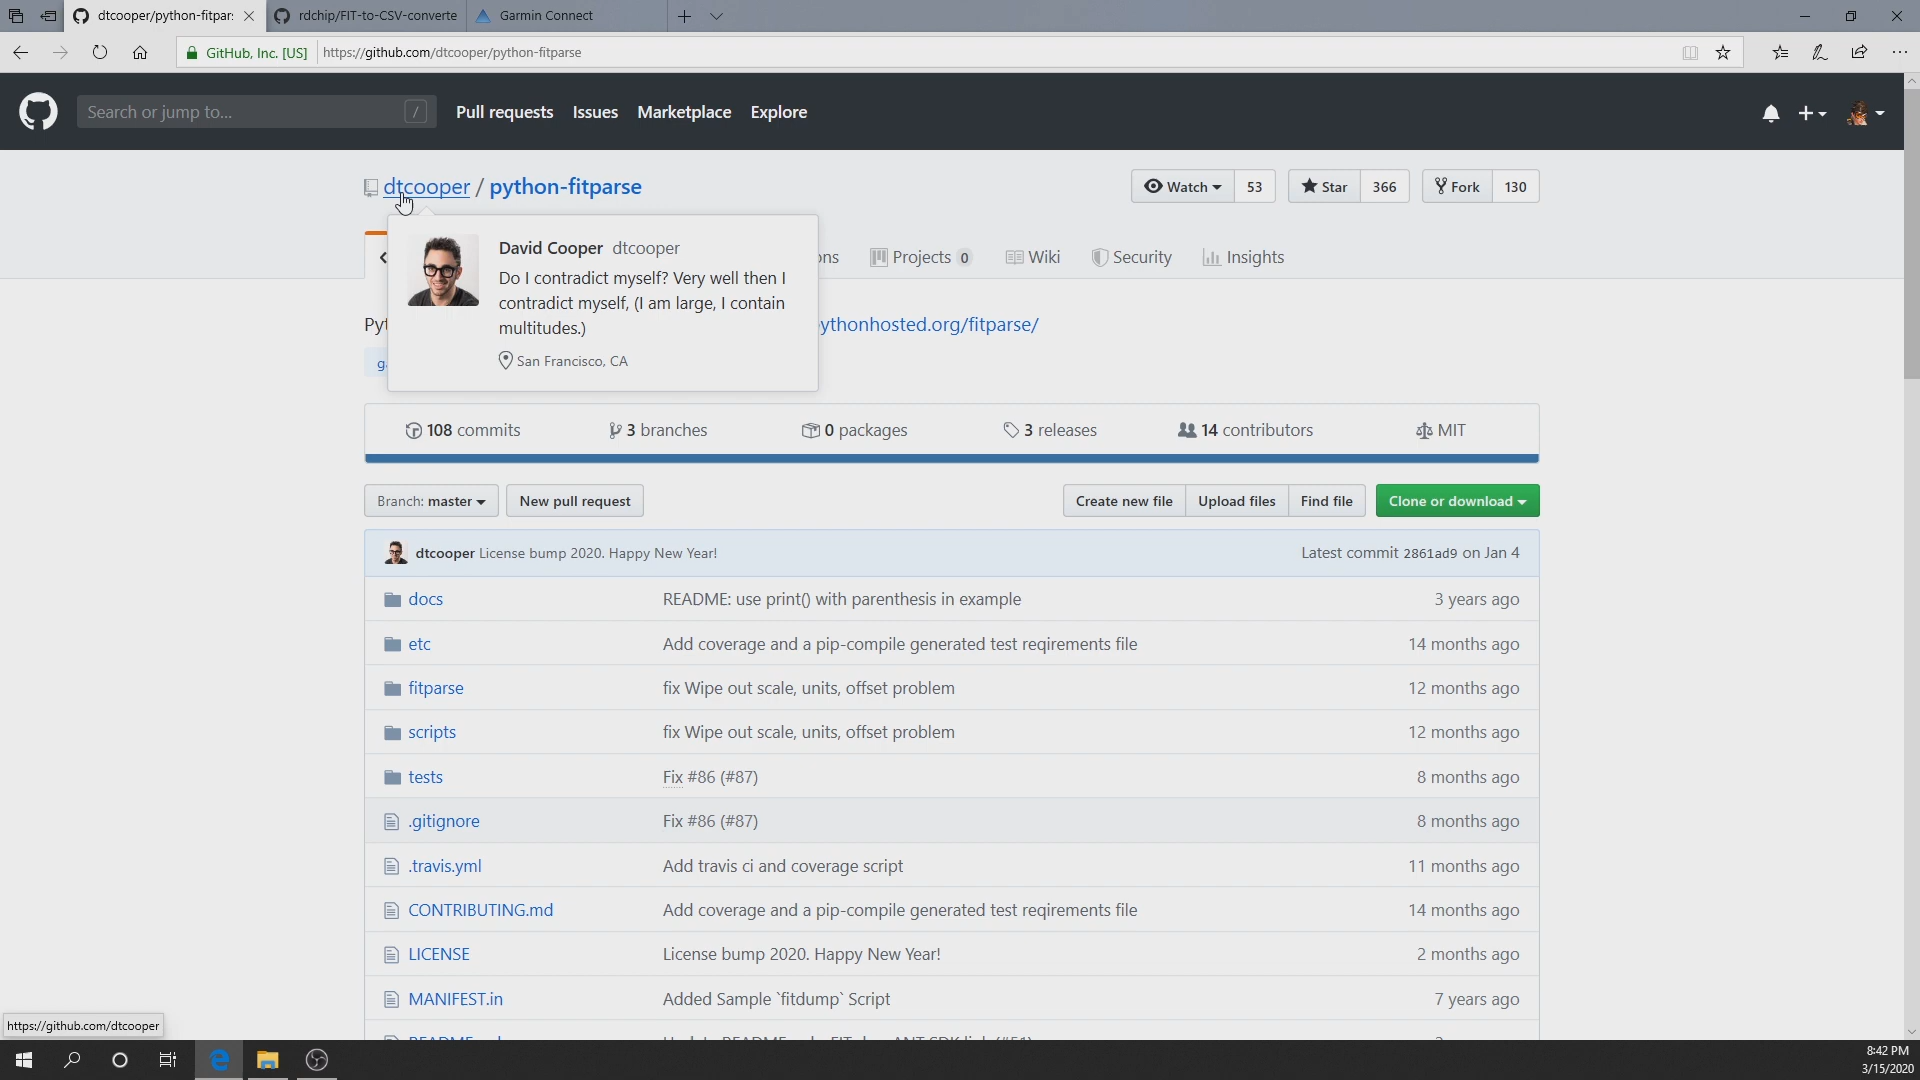 dtcooper/python-fitpar:
rdchip/FIT-to-CSV-converte
Garmin Connect
GitHub, Inc. [US]
https://github.com/dtcooper/python-fitparse
Search or jump to...
/
Pull requests
Issues
Marketplace
Explore
dtcooper / python-fitparse
Watch
53
Star
366
Fork
130
David Cooper dtcooper
Do I contradict myself? Very well then I
contradict myself, (I am large, I contain
multitudes.)
San Francisco, CA
ons
Projects 0
Wiki
Security
Insights
Pyt
ythonhosted.org/fitparse/
108 commits
3 branches
0 packages
3 releases
14 contributors
MIT
Branch: master
New pull request
Create new file
Upload files
Find file
Clone or download
dtcooper License bump 2020. Happy New Year!
Latest commit 2861ad9 on Jan 4
docs
README: use print() with parenthesis in example
3 years ago
etc
Add coverage and a pip-compile generated test reqirements file
14 months ago
fitparse
fix Wipe out scale, units, offset problem
12 months ago
scripts
fix Wipe out scale, units, offset problem
12 months ago
tests
Fix #86 (#87)
8 months ago
.gitignore
Fix #86 (#87)
8 months ago
.travis.yml
Add travis ci and coverage script
11 months ago
CONTRIBUTING.md
Add coverage and a pip-compile generated test reqirements file
14 months ago
LICENSE
License bump 2020. Happy New Year!
2 months ago
MANIFEST.in
Added Sample `fitdump` Script
7 years ago
https://github.com/dtcooper
8:42 PM
3/15/2020